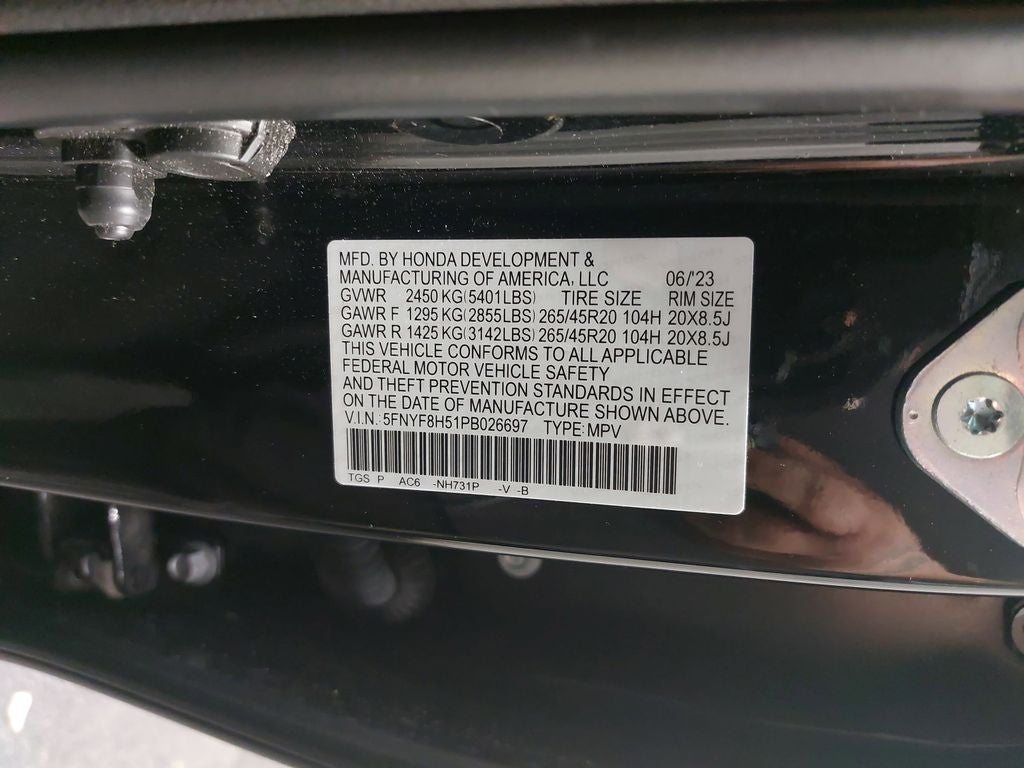 MFD. BY HONDA DEVELOPMENT &
MANUFACTURING OF AMERICA, LLC 06/'23
GVWR 2450 KG(5401LBS) TIRE SIZE RIM SIZE
GAWR F 1295 KG(2855LBS) 265/45R20 104H 20X8.5J
GAWR R 1425 KG(3142LBS) 265/45R20 104H 20X8.5J
THIS VEHICLE CONFORMS TO ALL APPLICABLE
FEDERAL MOTOR VEHICLE SAFETY
AND THEFT PREVENTION STANDARDS IN EFFECT
ON THE DATE OF MANUFACTURE SHOWN ABOVE.
V.I.N.: 5FNYF8H51PB026697 TYPE: MPV
TGS P AC6 -NH731P -V -B